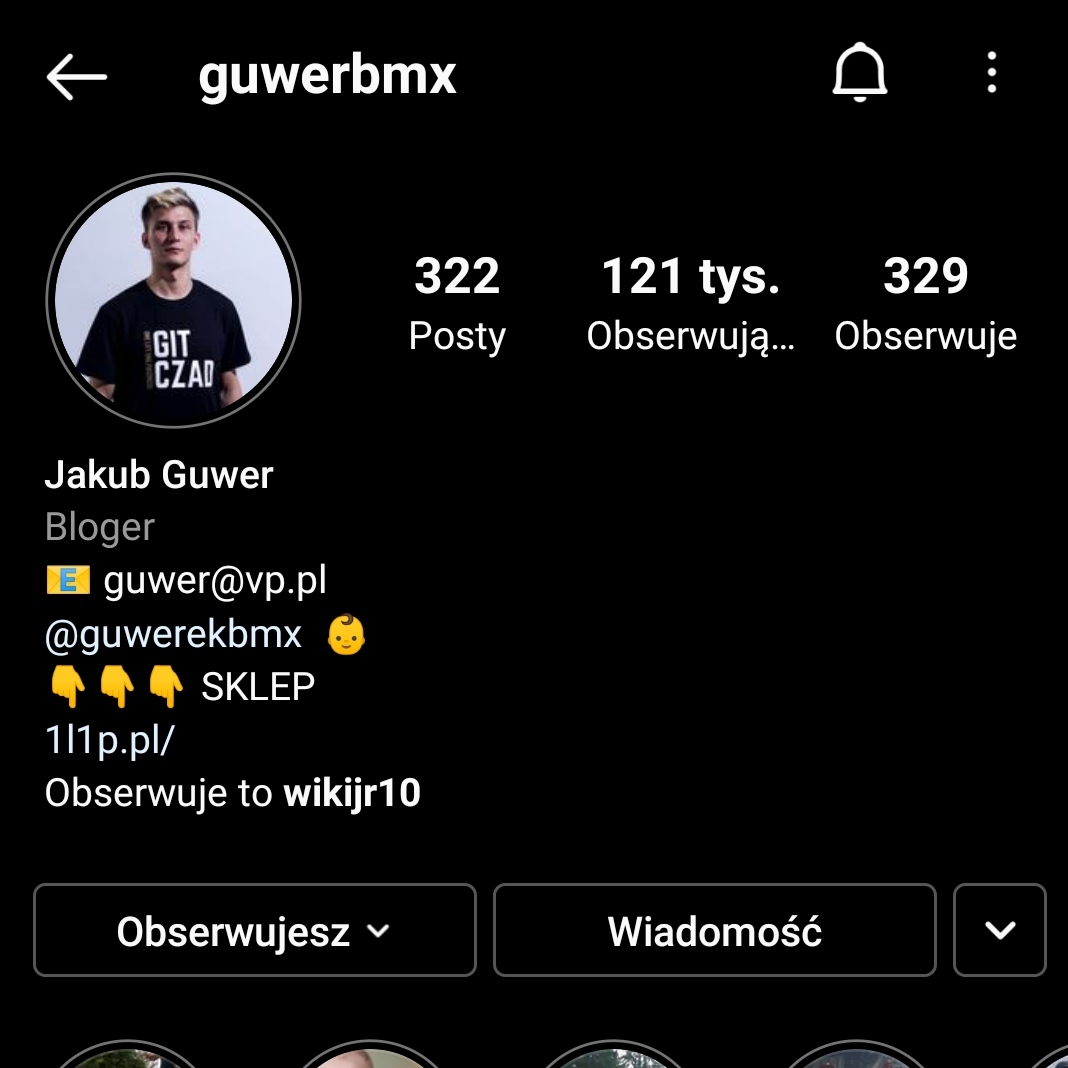 guwerbmx
GIT
CZAD
322
121 tys.
329
Posty
Obserwują...
Obserwuje
Jakub Guwer
Bloger
📧 guwer@vp.pl
@guwerekbmx 👶
👇👇👇 SKLEP
1l1p.pl/
Obserwuje to wikijr10
Obserwujesz
Wiadomość